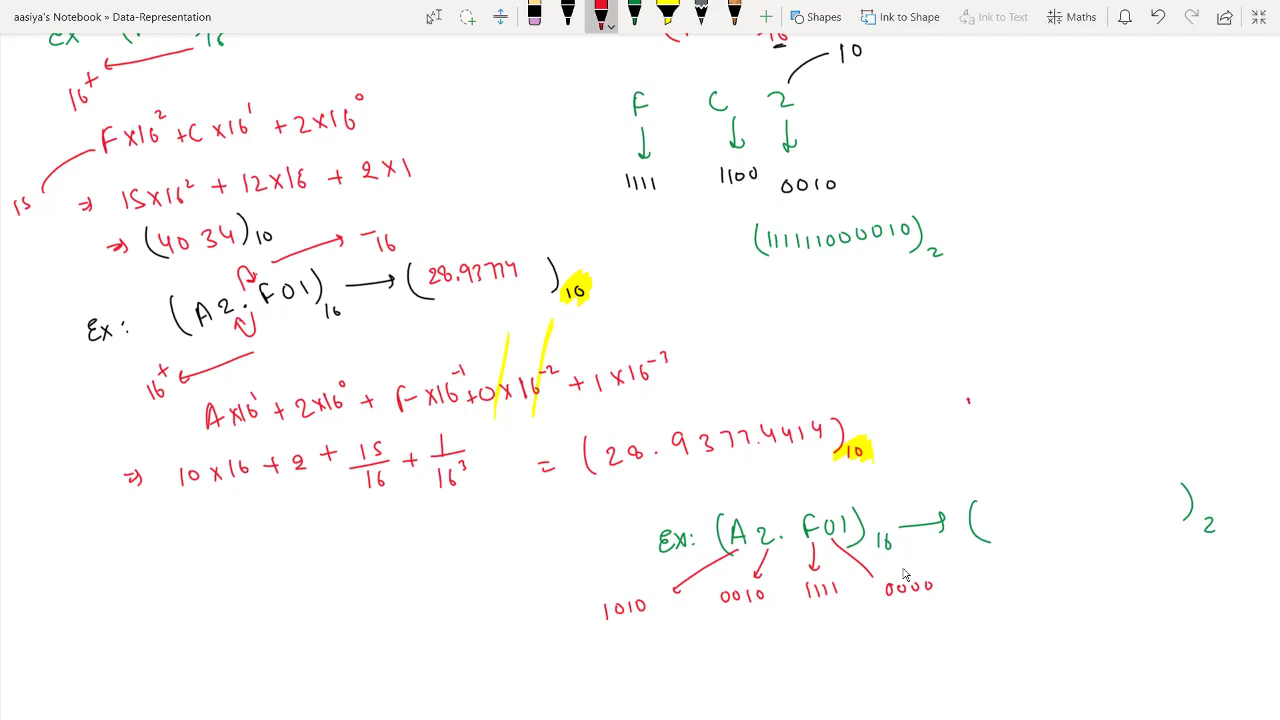 aasiya's Notebook » Data-Representation
Shapes Ink to Shape Ink to Text Maths
Ex
16
16⁺
F×16² + C×16¹ + 2×16⁰
15
⇒ 15×16² + 12×16 + 2×1
⇒ (4034)₁₀
⁻16
Ex: (A2.F01)₁₆ → (28.93774 )₁₀
16⁺
A×16¹ + 2×16⁰ + F×16⁻¹ + 0×16⁻² + 1×16⁻³
⇒ 10×16 + 2 + 15/16 + 1/16³ = (28.9377.4414)₁₀
16
10
F C 2
1111 1100 0010
(111111000010)₂
Ex: (A2.F01)₁₆ → ( )₂
1010 0010 1111 0000